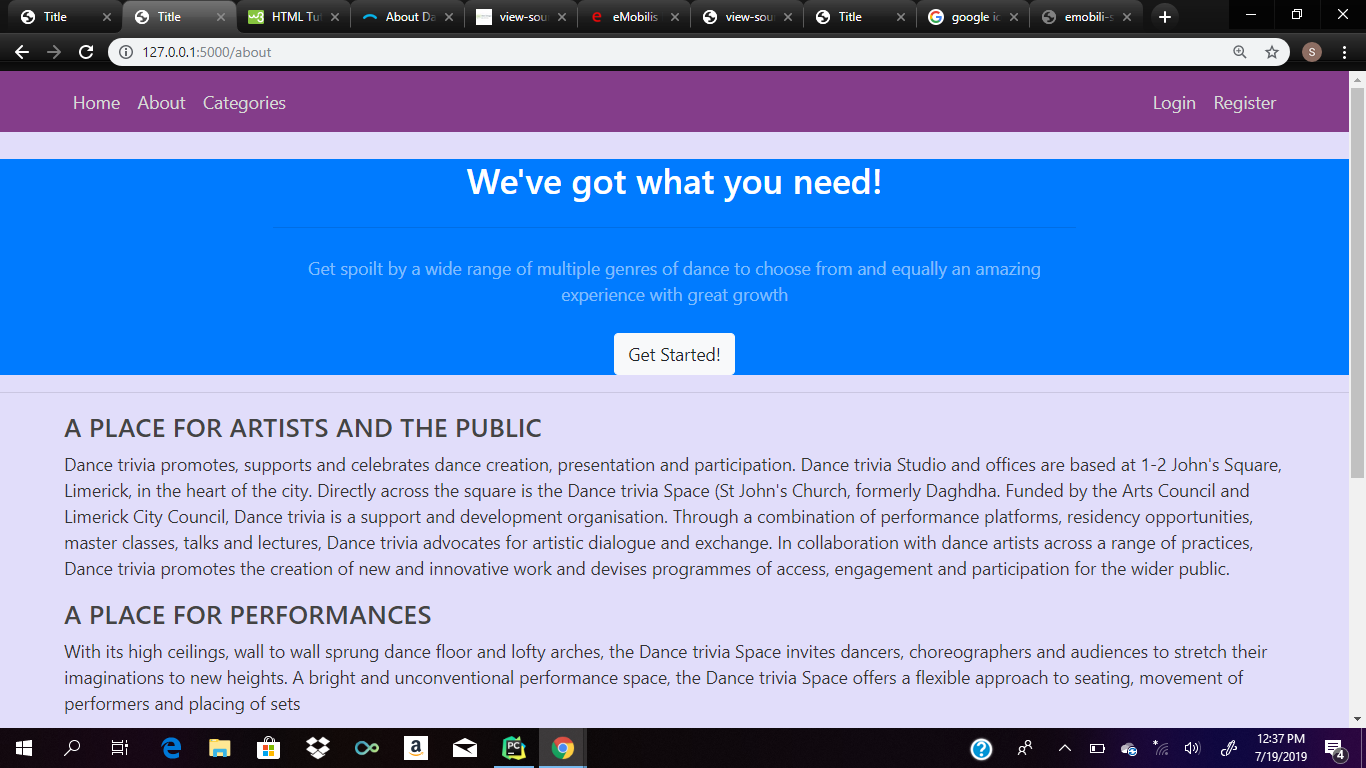 Title
Title
HTML Tut
About Da
view-sou
eMobilis
view-sou
Title
google ic
emobili-s
127.0.0.1:5000/about
S
Home About Categories Login Register
We've got what you need!
Get spoilt by a wide range of multiple genres of dance to choose from and equally an amazing
experience with great growth
Get Started!
A PLACE FOR ARTISTS AND THE PUBLIC
Dance trivia promotes, supports and celebrates dance creation, presentation and participation. Dance trivia Studio and offices are based at 1-2 John's Square,
Limerick, in the heart of the city. Directly across the square is the Dance trivia Space (St John's Church, formerly Daghdha. Funded by the Arts Council and
Limerick City Council, Dance trivia is a support and development organisation. Through a combination of performance platforms, residency opportunities,
master classes, talks and lectures, Dance trivia advocates for artistic dialogue and exchange. In collaboration with dance artists across a range of practices,
Dance trivia promotes the creation of new and innovative work and devises programmes of access, engagement and participation for the wider public.
A PLACE FOR PERFORMANCES
With its high ceilings, wall to wall sprung dance floor and lofty arches, the Dance trivia Space invites dancers, choreographers and audiences to stretch their
imaginations to new heights. A bright and unconventional performance space, the Dance trivia Space offers a flexible approach to seating, movement of
performers and placing of sets
12:37 PM
7/19/2019
4